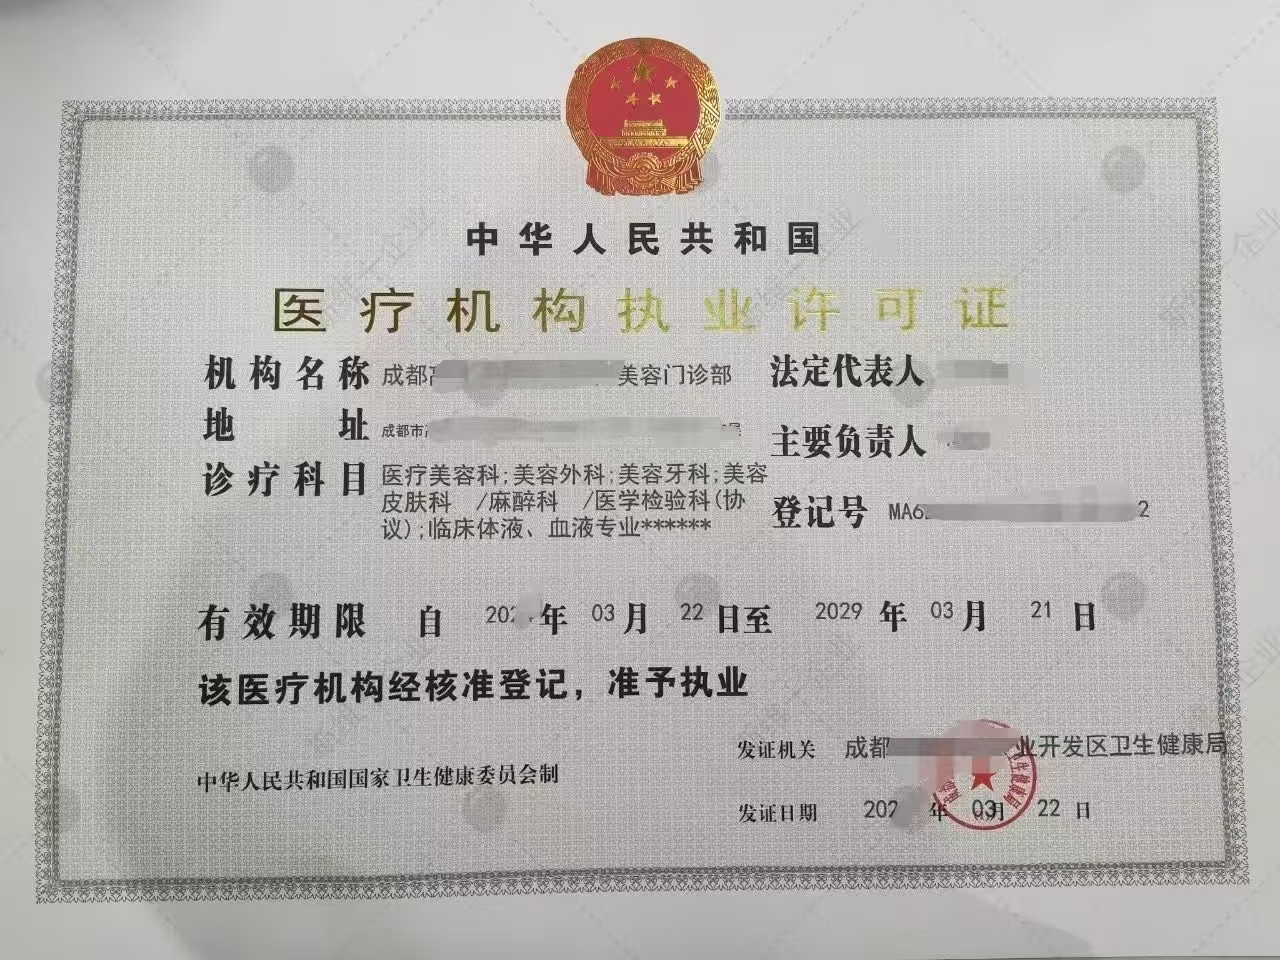 中华人民共和国
医疗机构执业许可证
机构名称 成都 美容门诊部
法定代表人
地址 成都市
主要负责人
诊疗科目 医疗美容科;美容外科;美容牙科;美容
皮肤科 /麻醉科 /医学检验科(协
议);临床体液、血液专业******
登记号 MA6 2
有效期限 自 202 年 03 月 22 日至 2029 年 03 月 21 日
该医疗机构经核准登记，准予执业
发证机关 成都 业开发区卫生健康局
中华人民共和国国家卫生健康委员会制
发证日期 202 年 03 月 22 日